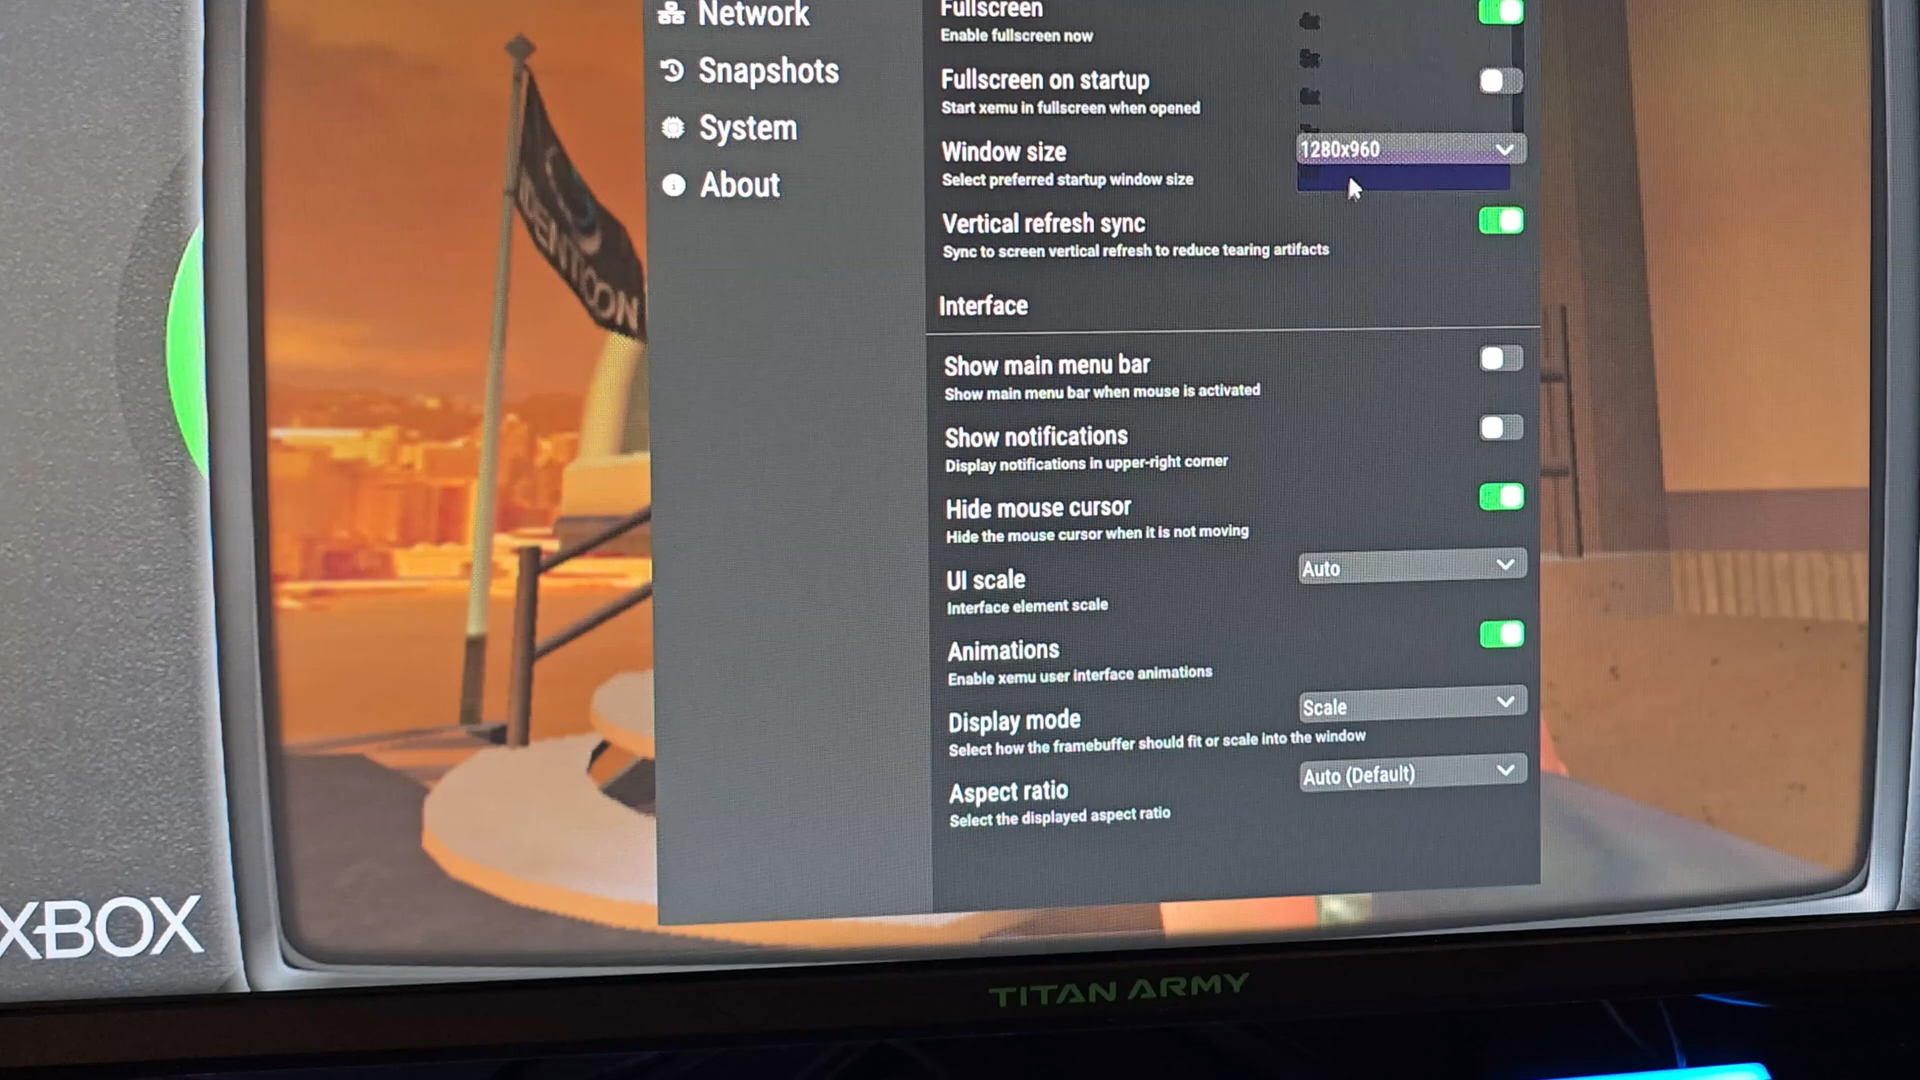 Network
Snapshots
System
About
Fullscreen
Enable fullscreen now
Fullscreen on startup
Start xemu in fullscreen when opened
Window size
1280x960
Select preferred startup window size
Vertical refresh sync
Sync to screen vertical refresh to reduce tearing artifacts
Interface
Show main menu bar
Show main menu bar when mouse is activated
Show notifications
Display notifications in upper-right corner
Hide mouse cursor
Hide the mouse cursor when it is not moving
UI scale
Auto
Interface element scale
Animations
Enable xemu user interface animations
Display mode
Scale
Select how the framebuffer should fit or scale into the window
Aspect ratio
Auto (Default)
Select the displayed aspect ratio
XBOX
TITAN ARMY